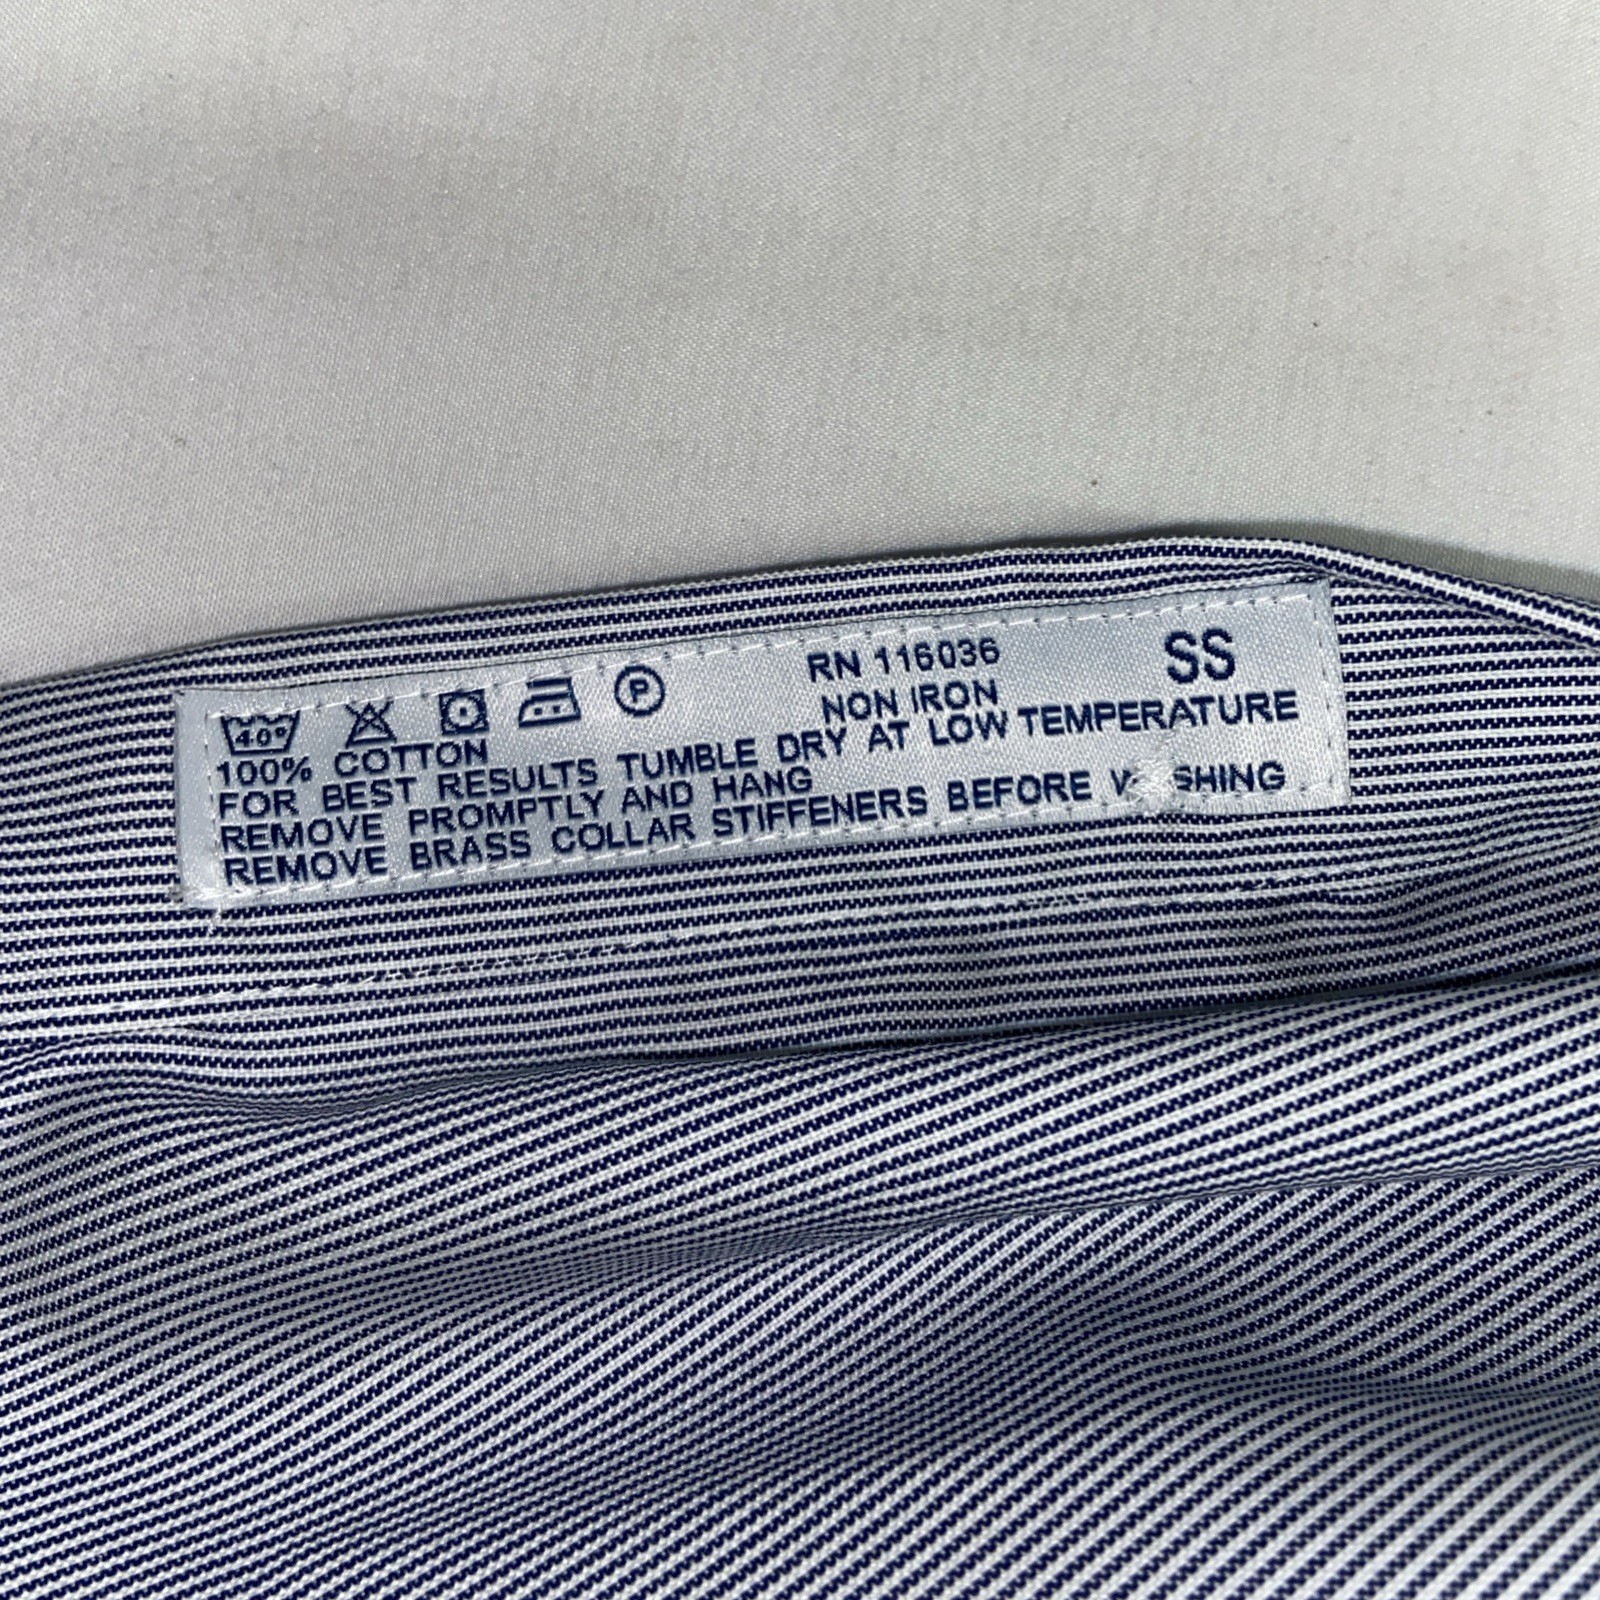 RN 116036 SS
40° P NON IRON
100% COTTON
FOR BEST RESULTS TUMBLE DRY AT LOW TEMPERATURE
REMOVE PROMPTLY AND HANG
REMOVE BRASS COLLAR STIFFENERS BEFORE